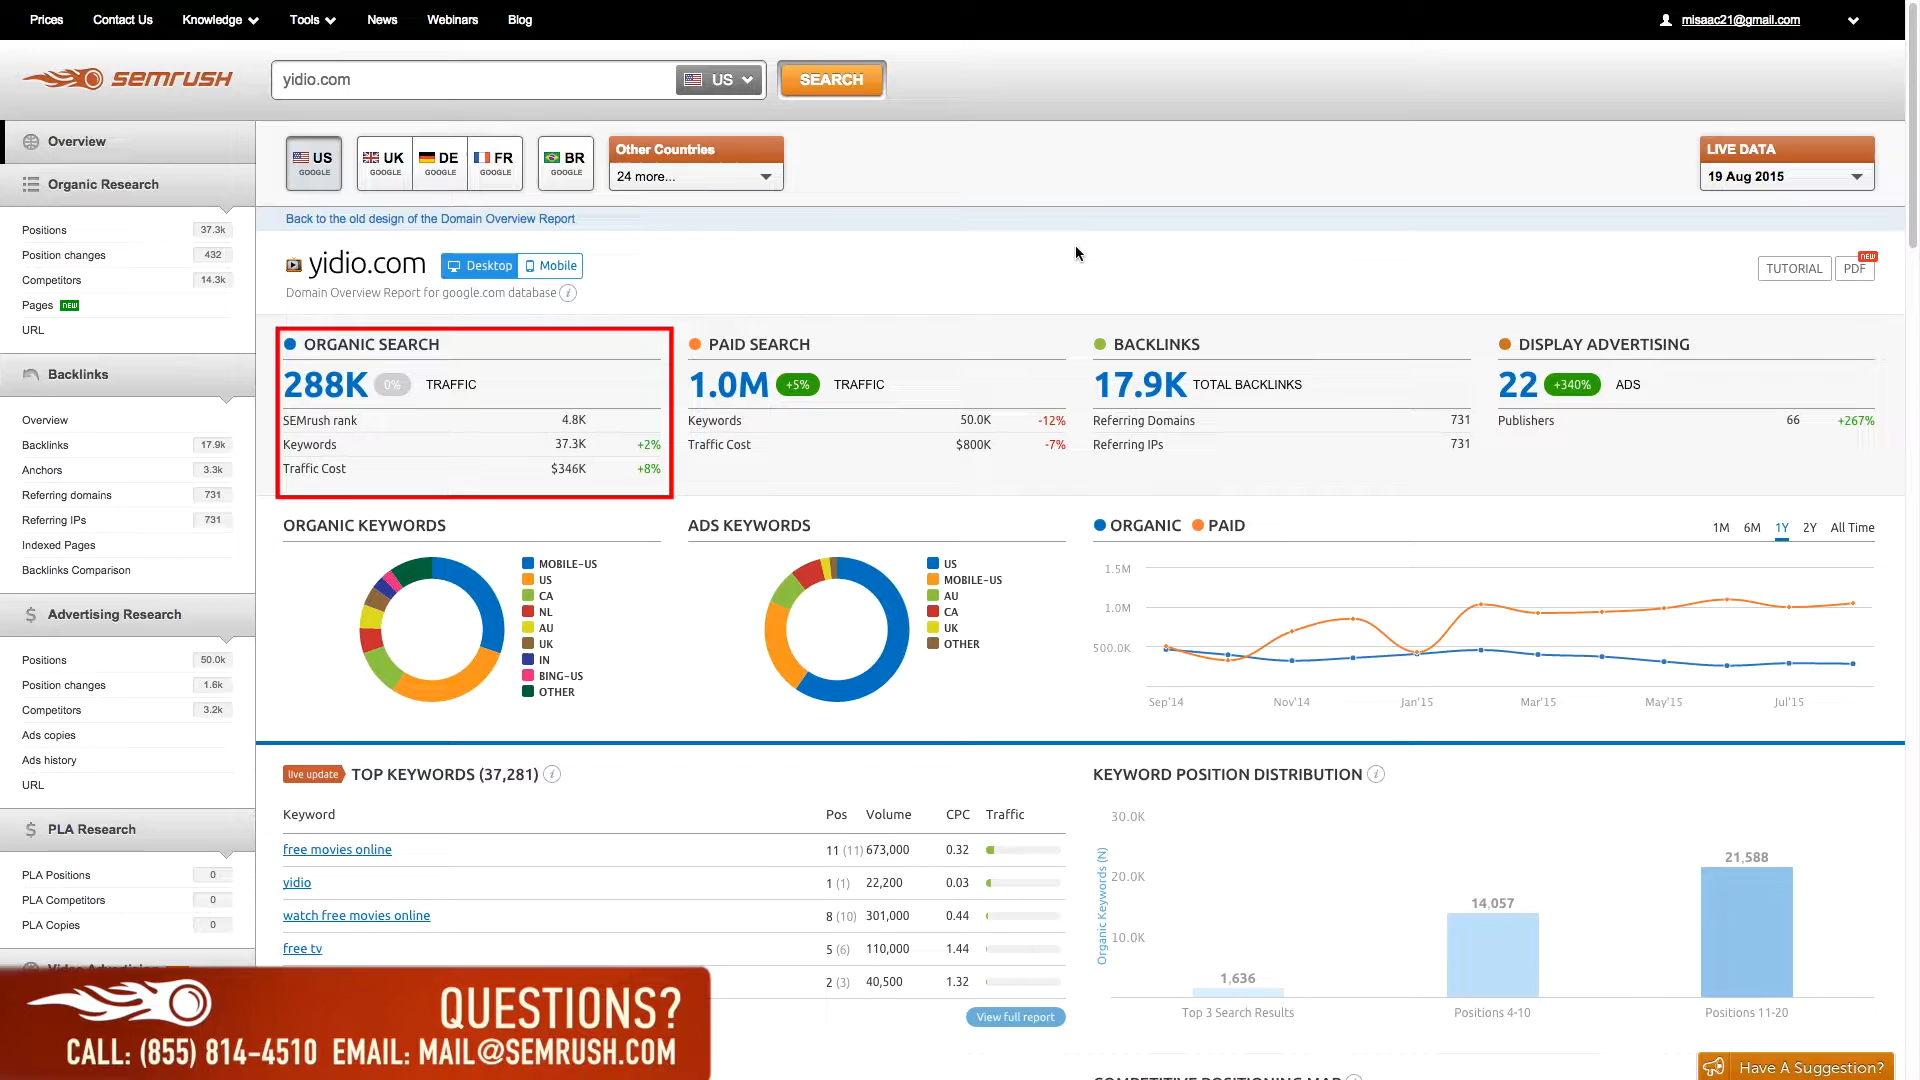 Prices Contact Us Knowledge Tools News Webinars Blog misaac21@gmail.com
semrush
yidio.com US SEARCH
Overview
Organic Research
Positions 37.3k
Position changes 432
Competitors 14.3k
Pages NEW
URL
Backlinks
Overview
Backlinks 17.9k
Anchors 3.3k
Referring domains 731
Referring IPs 731
Indexed Pages
Backlinks Comparison
Advertising Research
Positions 50.0k
Position changes 1.6k
Competitors 3.2k
Ads copies
Ads history
URL
PLA Research
PLA Positions 0
PLA Competitors 0
PLA Copies 0
US GOOGLE
UK GOOGLE
DE GOOGLE
FR GOOGLE
BR GOOGLE
Other Countries
24 more...
LIVE DATA
19 Aug 2015
Back to the old design of the Domain Overview Report
yidio.com Desktop Mobile
Domain Overview Report for google.com database i
TUTORIAL PDF NEW
ORGANIC SEARCH
288K 0% TRAFFIC
SEMrush rank 4.8K
Keywords 37.3K +2%
Traffic Cost $346K +8%
PAID SEARCH
1.0M +5% TRAFFIC
Keywords 50.0K -12%
Traffic Cost $800K -7%
BACKLINKS
17.9K TOTAL BACKLINKS
Referring Domains 731
Referring IPs 731
DISPLAY ADVERTISING
22 +340% ADS
Publishers 66 +267%
ORGANIC KEYWORDS
MOBILE-US
US
CA
NL
AU
UK
IN
BING-US
OTHER
ADS KEYWORDS
US
MOBILE-US
AU
CA
UK
OTHER
ORGANIC PAID
1M 6M 1Y 2Y All Time
1.5M
1.0M
500.0K
Sep'14 Nov'14 Jan'15 Mar'15 May'15 Jul'15
live update TOP KEYWORDS (37,281) i
Keyword Pos Volume CPC Traffic
free movies online 11 (11) 673,000 0.32
yidio 1 (1) 22,200 0.03
watch free movies online 8 (10) 301,000 0.44
free tv 5 (6) 110,000 1.44
2 (3) 40,500 1.32
View full report
KEYWORD POSITION DISTRIBUTION i
Organic Keywords (N)
30.0K
20.0K
10.0K
1,636
14,057
21,588
Top 3 Search Results Positions 4-10 Positions 11-20
QUESTIONS?
CALL: (855) 814-4510 EMAIL: MAIL@SEMRUSH.COM
Have A Suggestion?